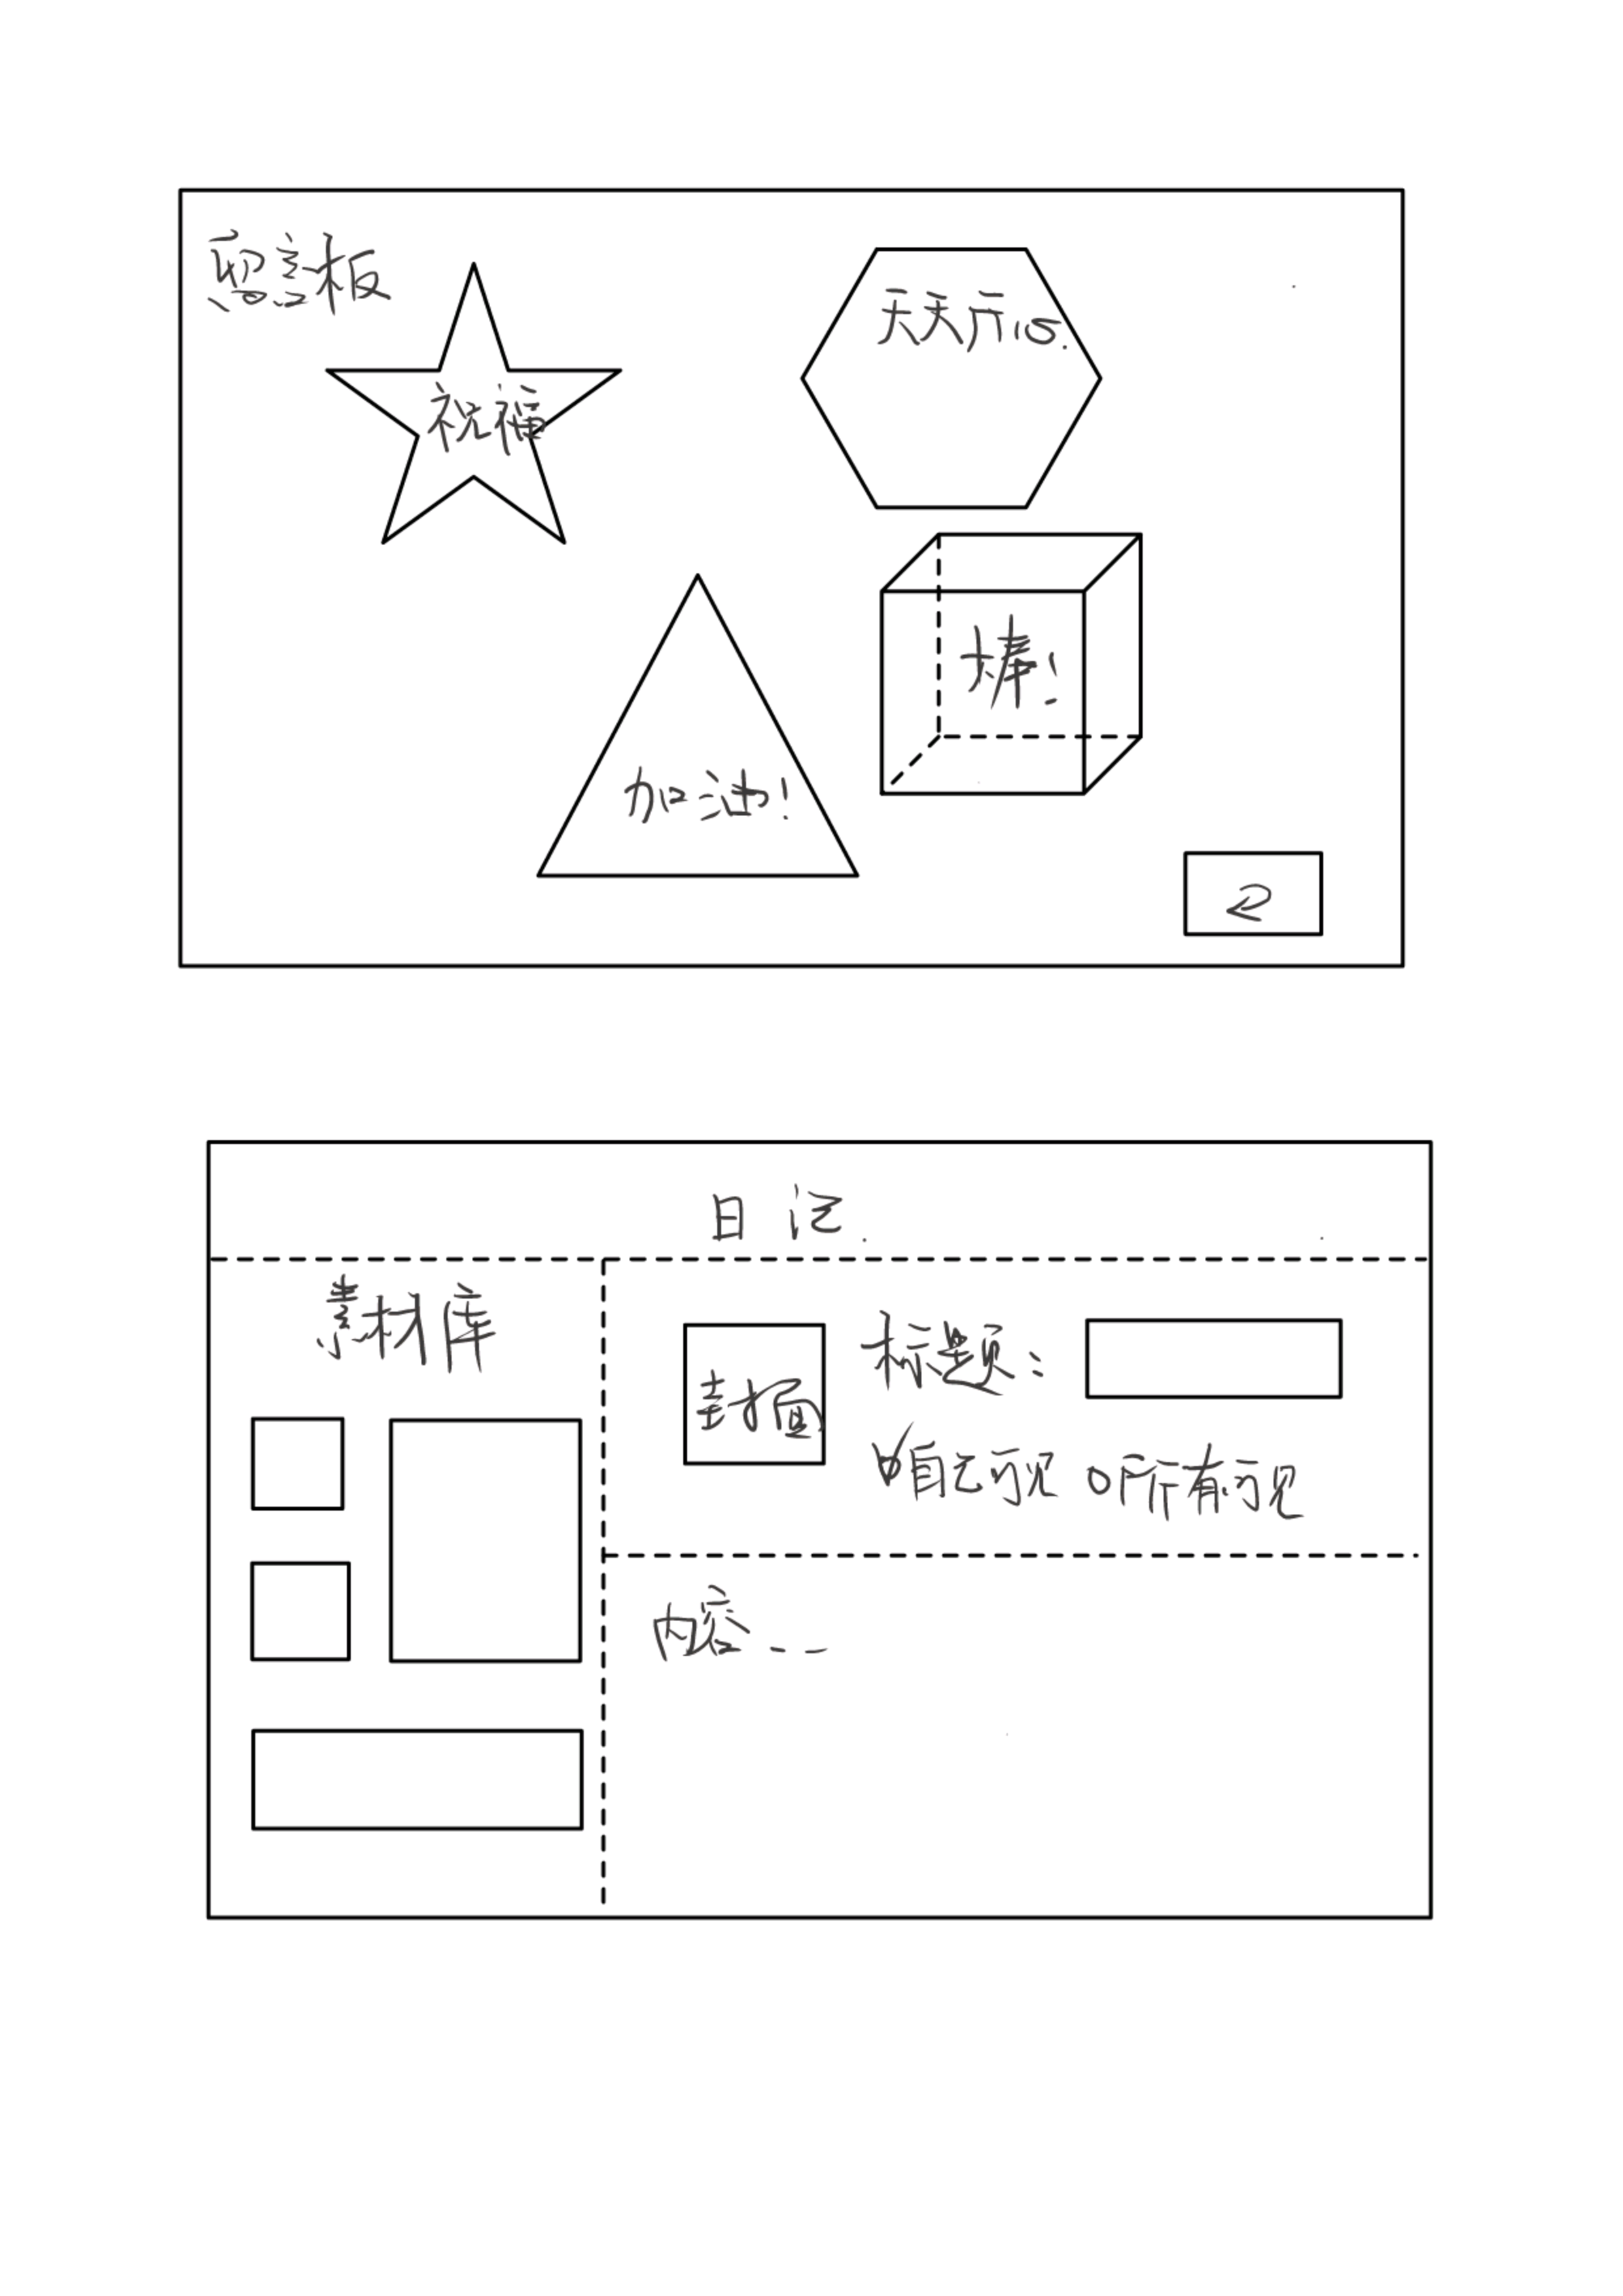 留言板
祝福
天天开心.
棒!
加油!
2
日记.
素材库
封面
标题:
自己可见 所有可见
内容---